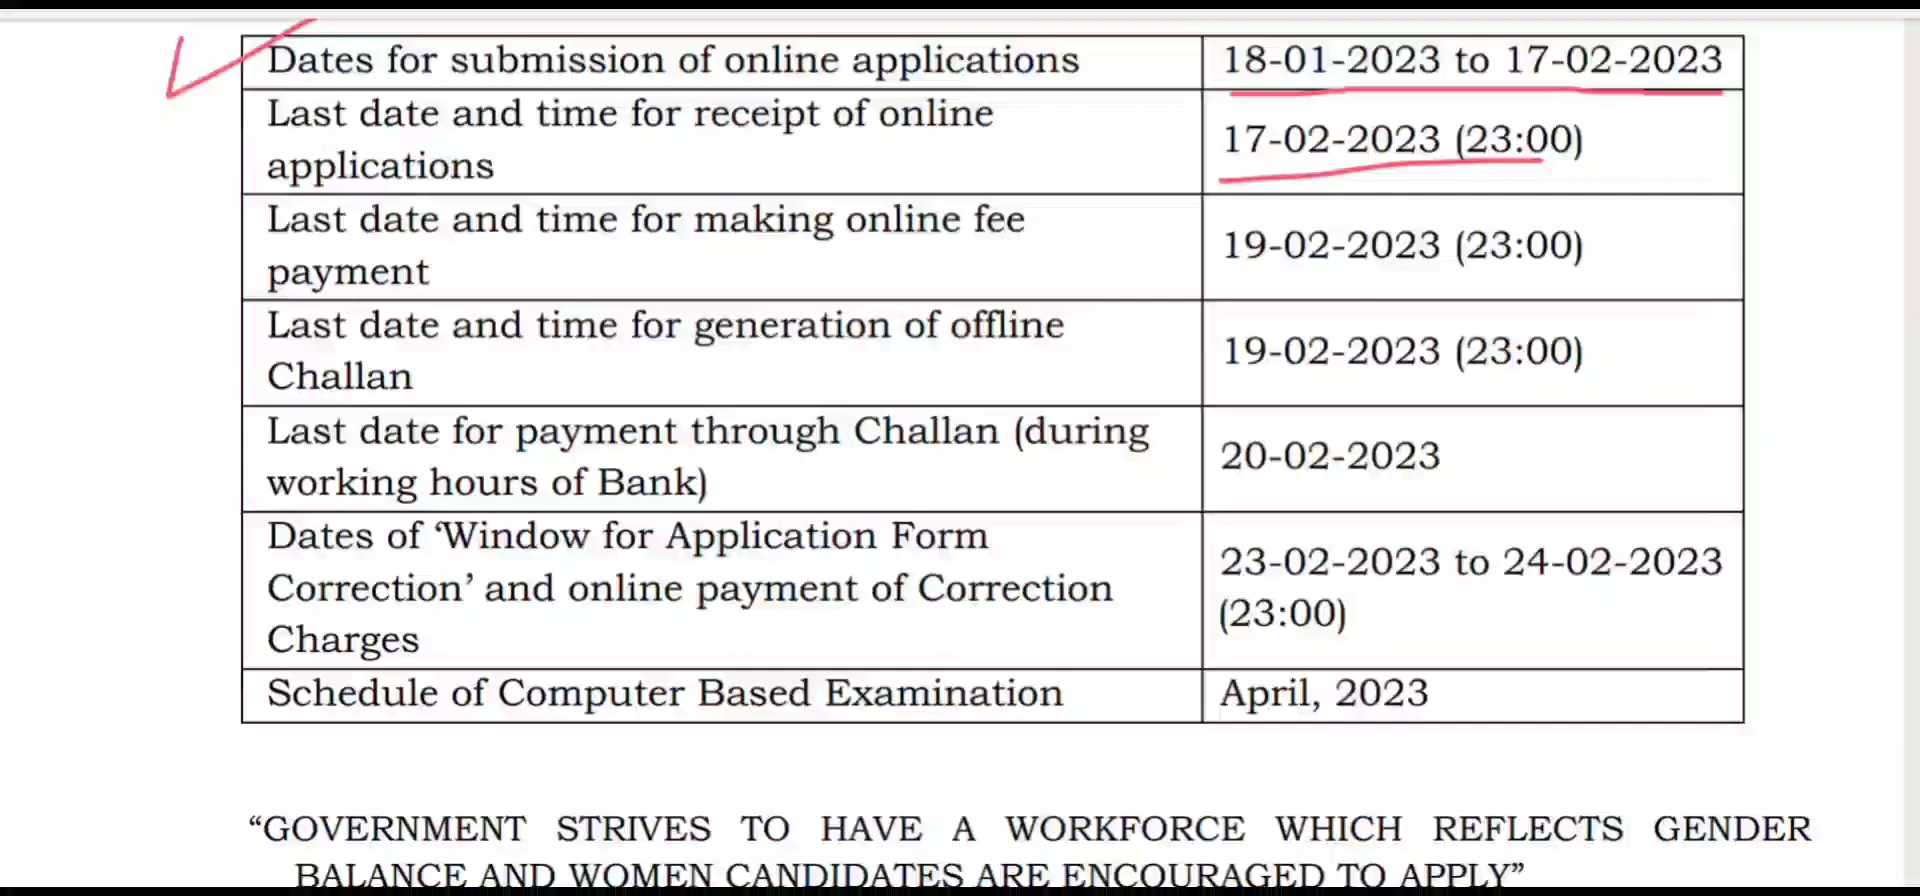 Dates for submission of online applications
18-01-2023 to 17-02-2023
Last date and time for receipt of online
applications
17-02-2023 (23:00)
Last date and time for making online fee
payment
19-02-2023 (23:00)
Last date and time for generation of offline
Challan
19-02-2023 (23:00)
Last date for payment through Challan (during
working hours of Bank)
20-02-2023
Dates of ‘Window for Application Form
Correction’ and online payment of Correction
Charges
23-02-2023 to 24-02-2023
(23:00)
Schedule of Computer Based Examination
April, 2023
“GOVERNMENT STRIVES TO HAVE A WORKFORCE WHICH REFLECTS GENDER
BALANCE AND WOMEN CANDIDATES ARE ENCOURAGED TO APPLY”